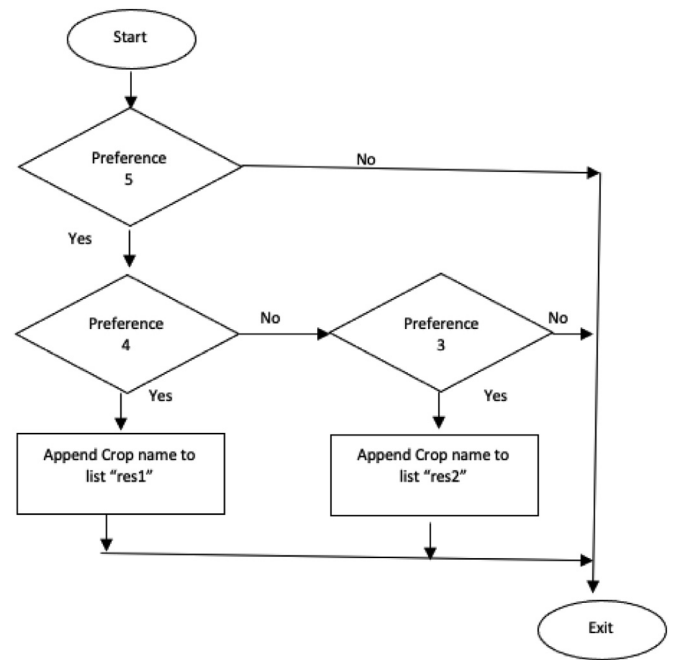 Start
Preference
5
No
Yes
Preference
4
No
Preference
3
No
Yes
Yes
Append Crop name to
list “res1”
Append Crop name to
list “res2”
Exit